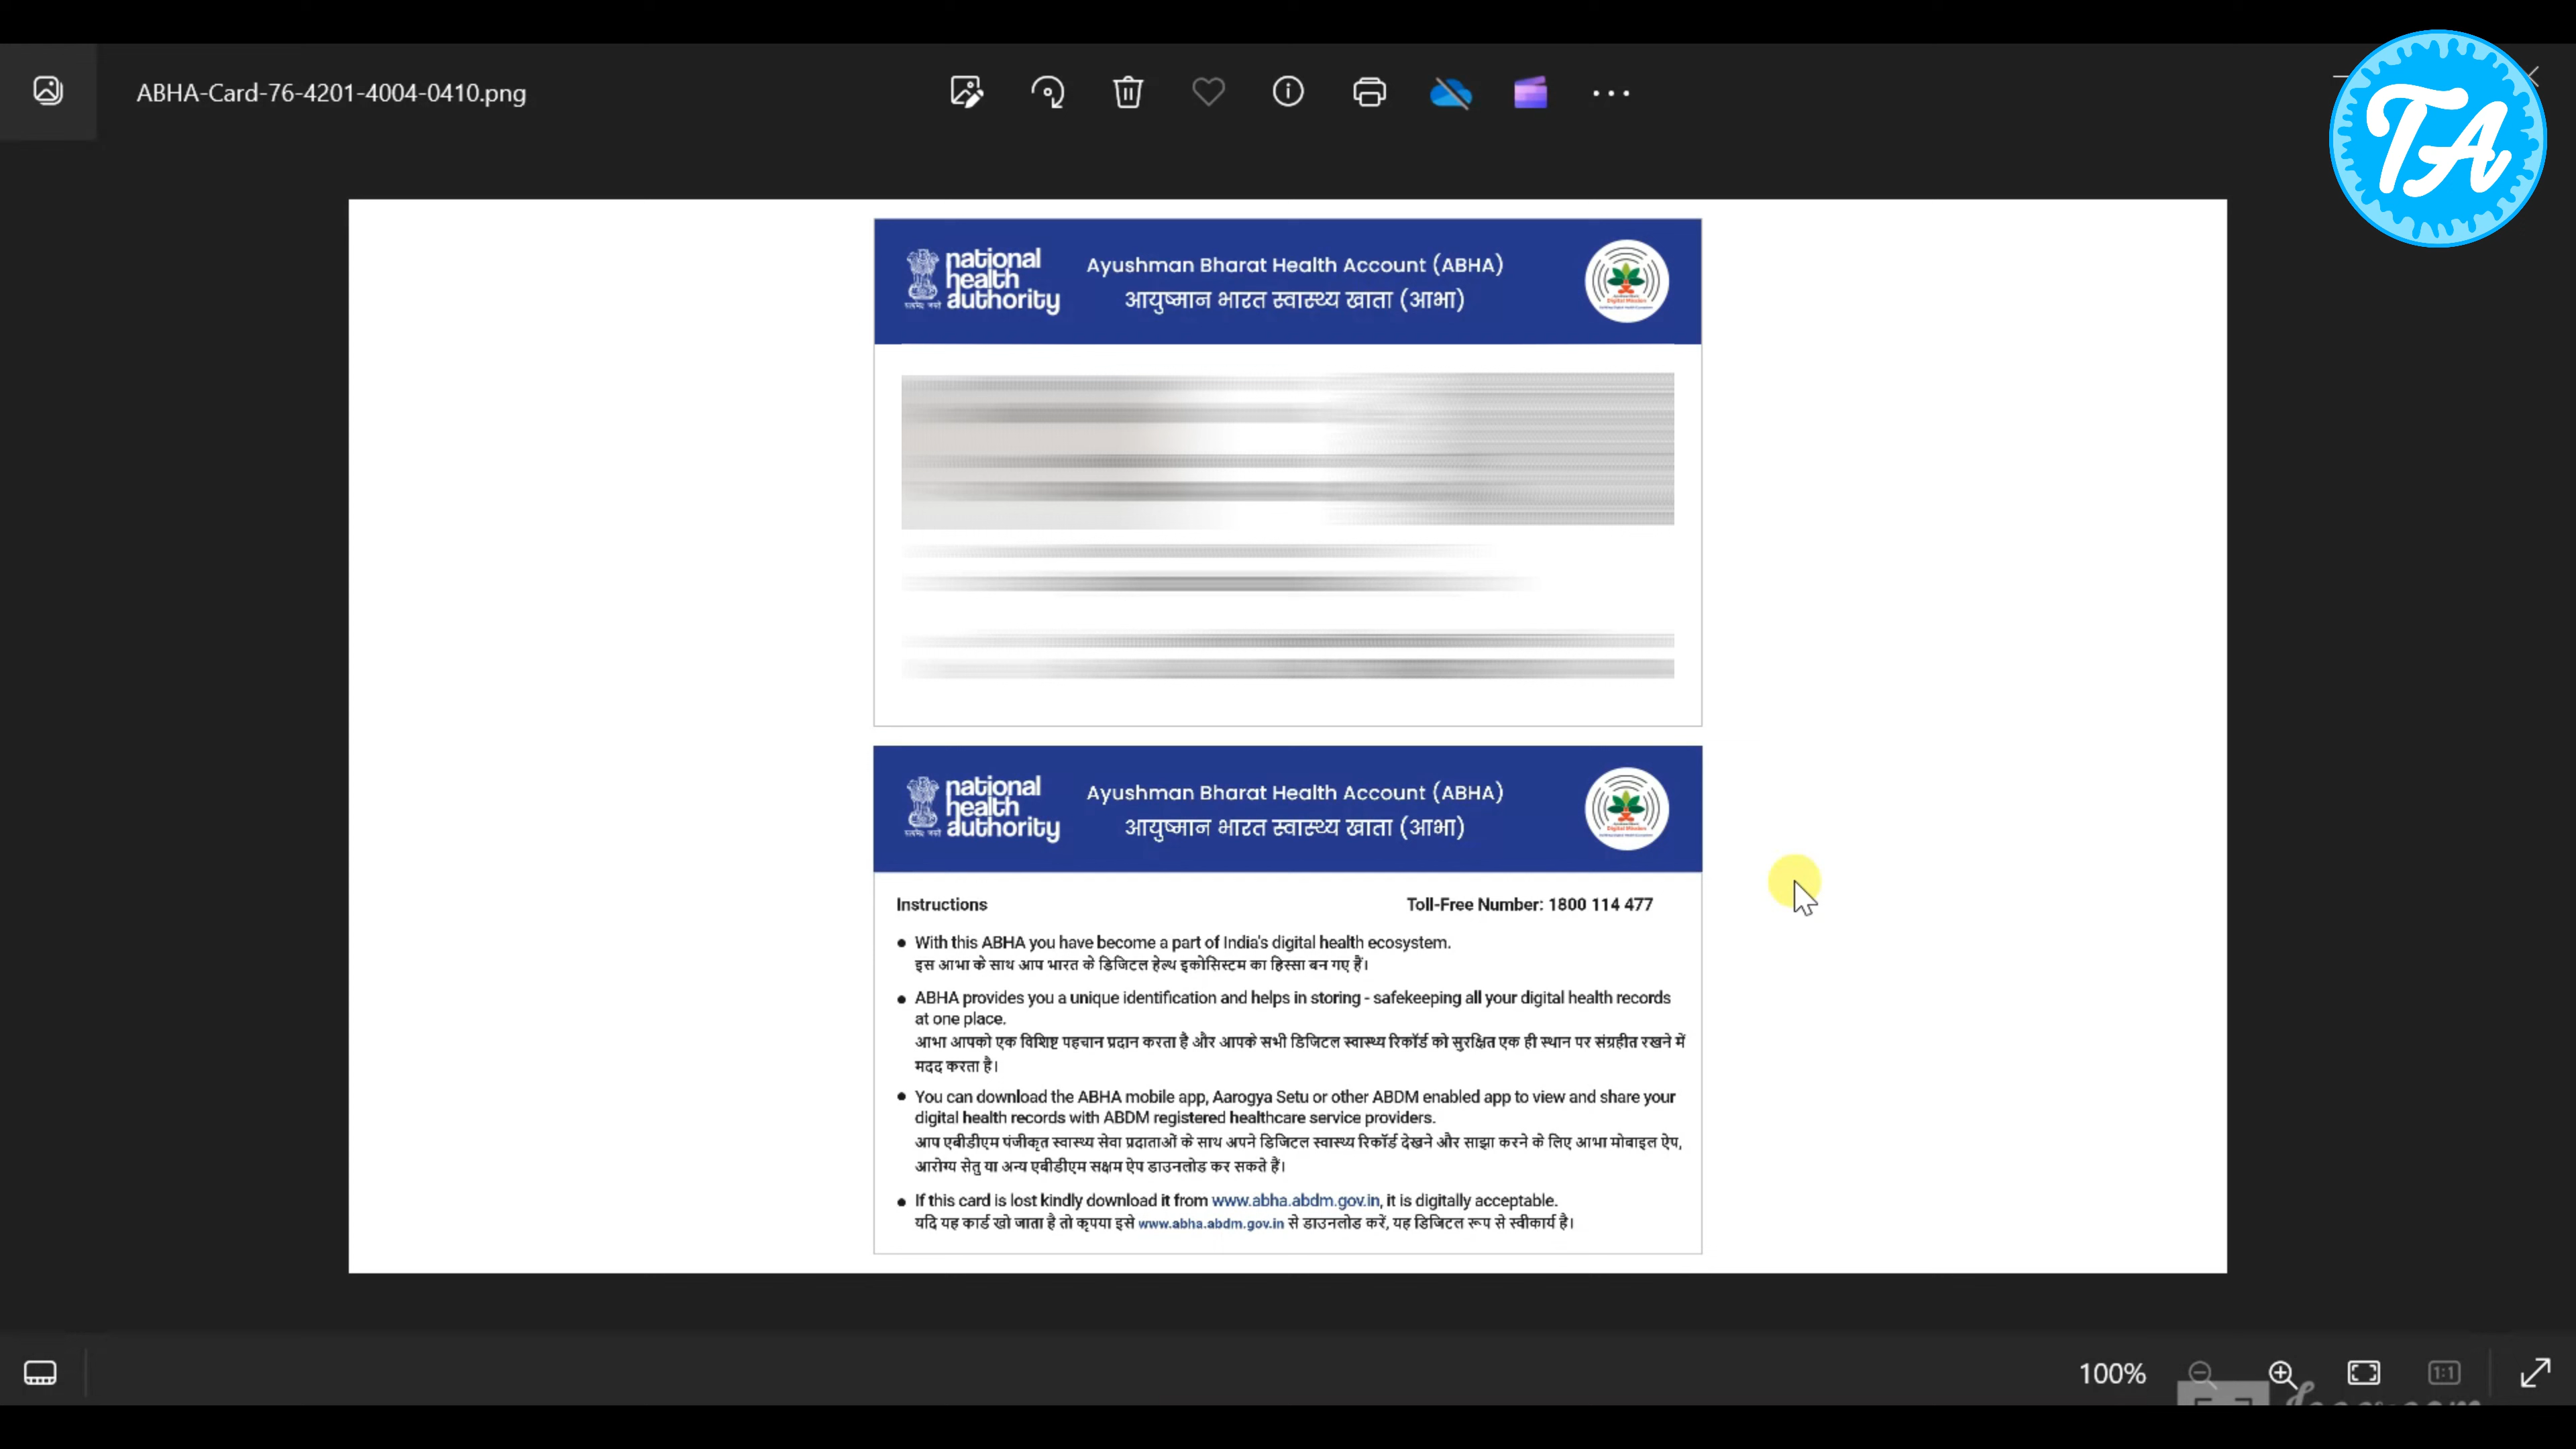 ABHA-Card-76-4201-4004-0410.png
TA
national
health
authority
Ayushman Bharat Health Account (ABHA)
आयुष्मान भारत स्वास्थ्य खाता (आभा)
national
health
authority
Ayushman Bharat Health Account (ABHA)
आयुष्मान भारत स्वास्थ्य खाता (आभा)
Instructions
Toll-Free Number: 1800 114 477
With this ABHA you have become a part of India's digital health ecosystem.
इस आभा के साथ आप भारत के डिजिटल हेल्थ इकोसिस्टम का हिस्सा बन गए हैं।
ABHA provides you a unique identification and helps in storing - safekeeping all your digital health records
at one place.
आभा आपको एक विशिष्ट पहचान प्रदान करता है और आपके सभी डिजिटल स्वास्थ्य रिकॉर्ड को सुरक्षित एक ही स्थान पर संग्रहीत रखने में
मदद करता है।
You can download the ABHA mobile app, Aarogya Setu or other ABDM enabled app to view and share your
digital health records with ABDM registered healthcare service providers.
आप एबीडीएम पंजीकृत स्वास्थ्य सेवा प्रदाताओं के साथ अपने डिजिटल स्वास्थ्य रिकॉर्ड देखने और साझा करने के लिए आभा मोबाइल ऐप,
आरोग्य सेतु या अन्य एबीडीएम सक्षम ऐप डाउनलोड कर सकते हैं।
If this card is lost kindly download it from www.abha.abdm.gov.in, it is digitally acceptable.
यदि यह कार्ड खो जाता है तो कृपया इसे www.abha.abdm.gov.in से डाउनलोड करें, यह डिजिटल रूप से स्वीकार्य है।
100%
1:1